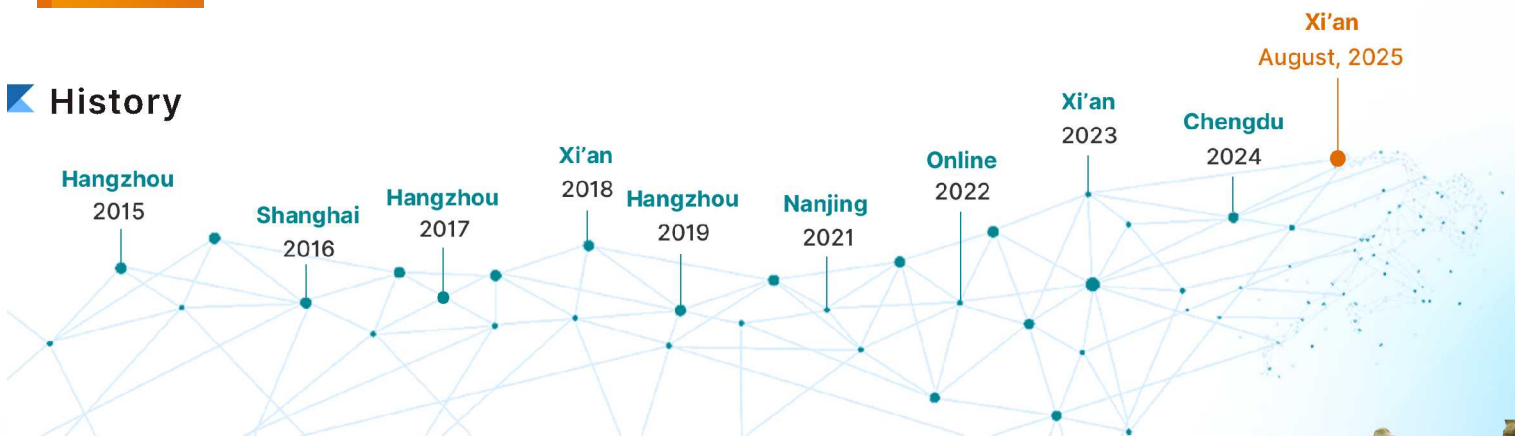 History
Hangzhou
2015
Shanghai
2016
Hangzhou
2017
Xi’an
2018
Hangzhou
2019
Nanjing
2021
Online
2022
Xi’an
2023
Chengdu
2024
Xi’an
August, 2025